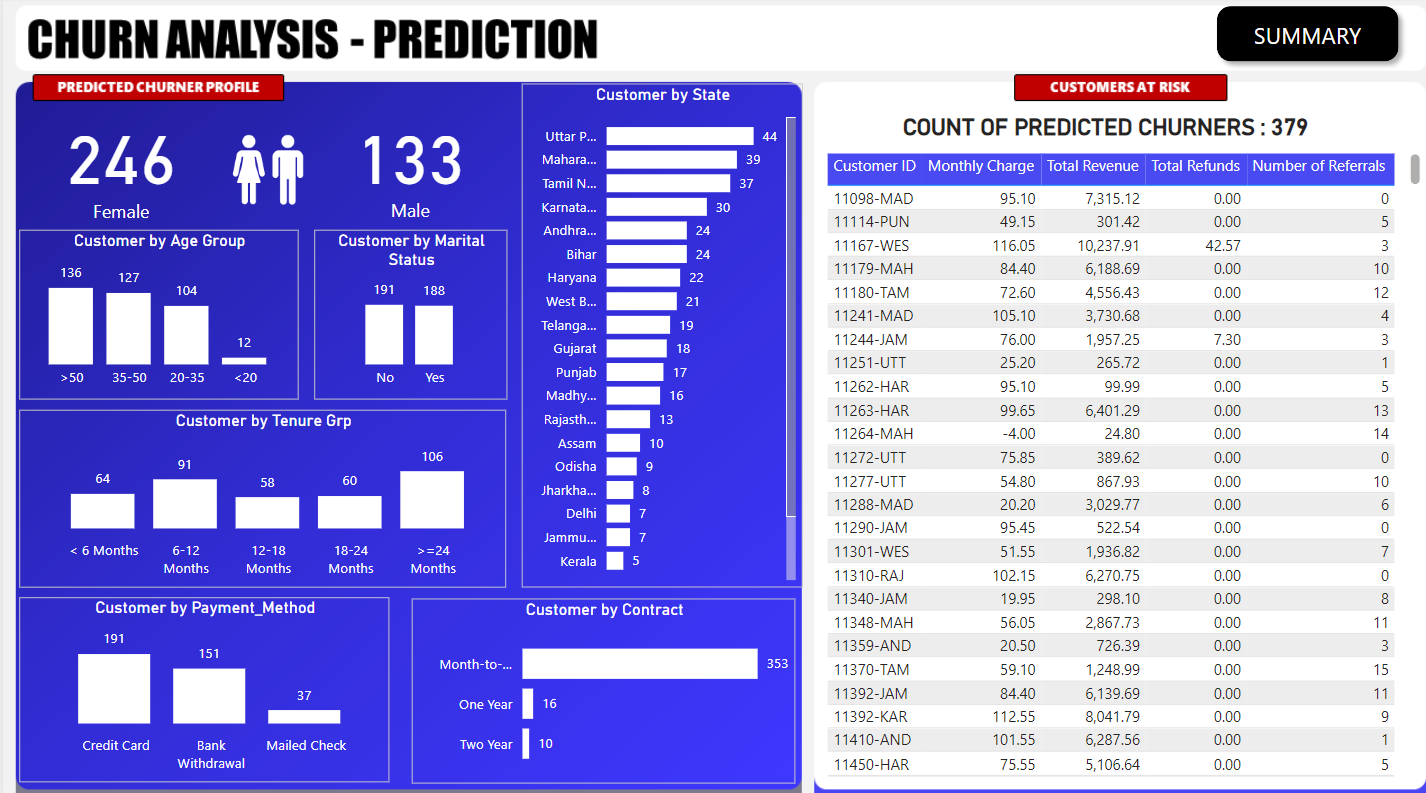 CHURN ANALYSIS - PREDICTION
SUMMARY
PREDICTED CHURNER PROFILE
246
Female
133
Male
Customer by Age Group
136
127
104
12
>50
35-50
20-35
<20
Customer by Marital
Status
191
188
No
Yes
Customer by Tenure Grp
64
91
58
60
106
< 6 Months
6-12
Months
12-18
Months
18-24
Months
>=24
Months
Customer by Payment_Method
191
151
37
Credit Card
Bank
Withdrawal
Mailed Check
Customer by State
Uttar P... 44
Mahara... 39
Tamil N... 37
Karnata... 30
Andhra... 24
Bihar 24
Haryana 22
West B... 21
Telanga... 19
Gujarat 18
Punjab 17
Madhy... 16
Rajasth... 13
Assam 10
Odisha 9
Jharkha... 8
Delhi 7
Jammu... 7
Kerala 5
Customer by Contract
Month-to-... 353
One Year 16
Two Year 10
CUSTOMERS AT RISK
COUNT OF PREDICTED CHURNERS : 379
Customer ID Monthly Charge Total Revenue Total Refunds Number of Referrals
11098-MAD 95.10 7,315.12 0.00 0
11114-PUN 49.15 301.42 0.00 5
11167-WES 116.05 10,237.91 42.57 3
11179-MAH 84.40 6,188.69 0.00 10
11180-TAM 72.60 4,556.43 0.00 12
11241-MAD 105.10 3,730.68 0.00 4
11244-JAM 76.00 1,957.25 7.30 3
11251-UTT 25.20 265.72 0.00 1
11262-HAR 95.10 99.99 0.00 5
11263-HAR 99.65 6,401.29 0.00 13
11264-MAH -4.00 24.80 0.00 14
11272-UTT 75.85 389.62 0.00 0
11277-UTT 54.80 867.93 0.00 10
11288-MAD 20.20 3,029.77 0.00 6
11290-JAM 95.45 522.54 0.00 0
11301-WES 51.55 1,936.82 0.00 7
11310-RAJ 102.15 6,270.75 0.00 0
11340-JAM 19.95 298.10 0.00 8
11348-MAH 56.05 2,867.73 0.00 11
11359-AND 20.50 726.39 0.00 3
11370-TAM 59.10 1,248.99 0.00 15
11392-JAM 84.40 6,139.69 0.00 11
11392-KAR 112.55 8,041.79 0.00 9
11410-AND 101.55 6,287.56 0.00 1
11450-HAR 75.55 5,106.64 0.00 5